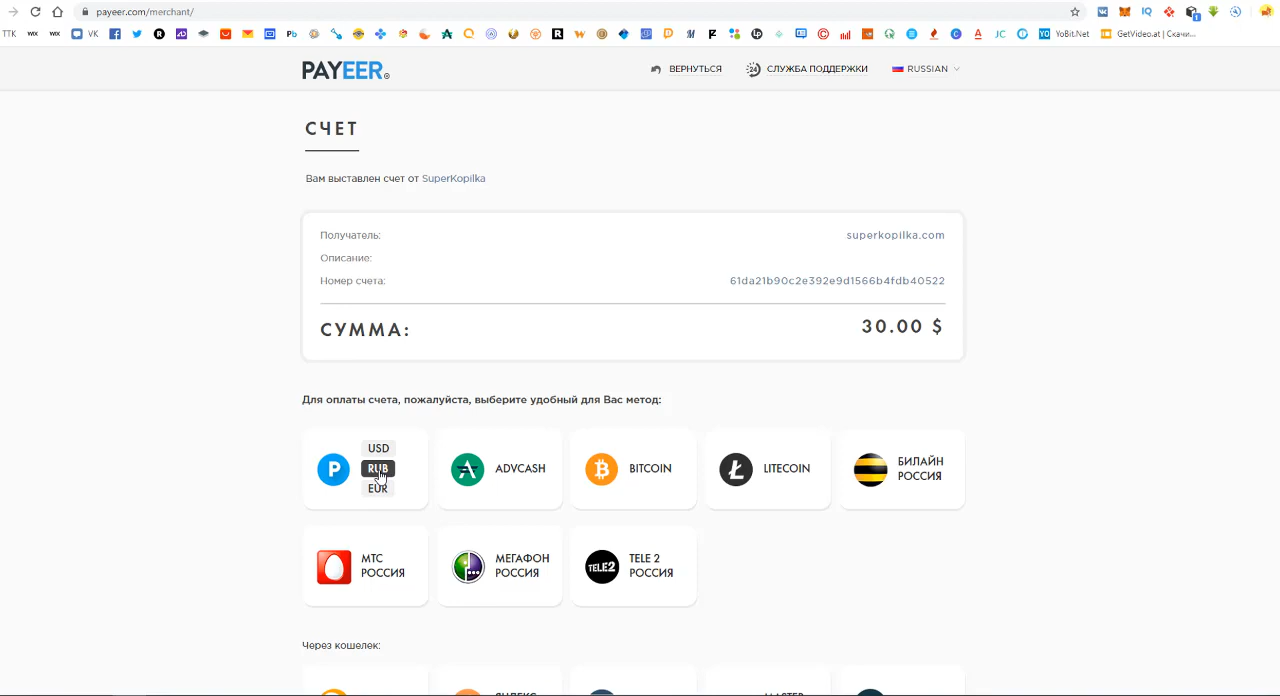 payeer.com/merchant/
ТТК
WiX
WiX
VK
YoBit.Net
GetVideo.at | Скачи...
PAYEER®
ВЕРНУТЬСЯ
24
СЛУЖБА ПОДДЕРЖКИ
RUSSIAN
СЧЕТ
Вам выставлен счет от SuperKopilka
Получатель: superkopilka.com
Описание:
Номер счета: 61da21b90c2e392e9d1566b4fdb40522
СУММА: 30.00 $
Для оплаты счета, пожалуйста, выберите удобный для Вас метод:
USD
RUB
EUR
ADVCASH
BITCOIN
LITECOIN
БИЛАЙН
РОССИЯ
МТС
РОССИЯ
МЕГАФОН
РОССИЯ
TELE2
TELE 2
РОССИЯ
Через кошелек: